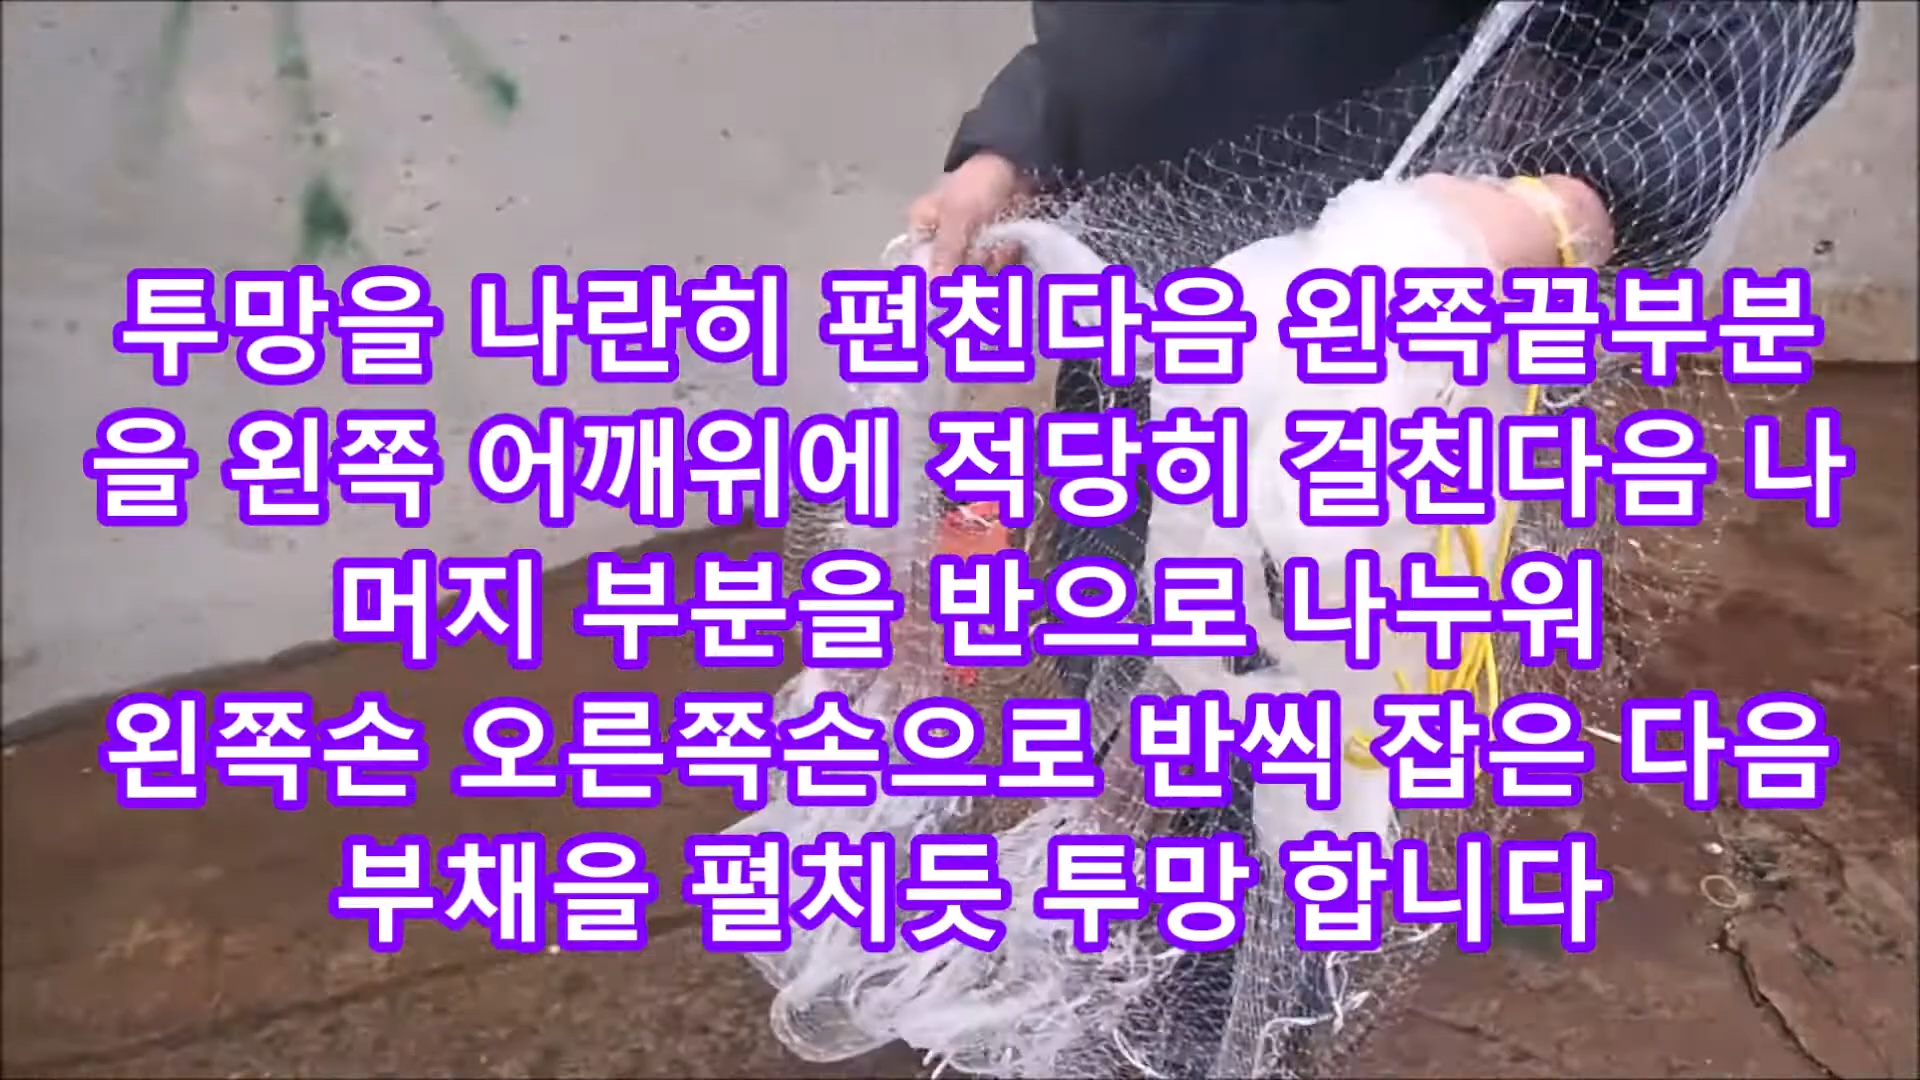 투망을 나란히 편친다음 왼쪽끝부분
을 왼쪽 어깨위에 적당히 걸친다음 나
머지 부분을 반으로 나누워
왼쪽손 오른쪽손으로 반씩 잡은 다음
부채을 펼치듯 투망 합니다